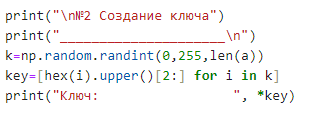 print("\n№2 Создание ключа")
print("_____________________\n")
k=np.random.randint(0,255,len(a))
key=[hex(i).upper()[2:] for i in k]
print("Ключ:                 ", *key)